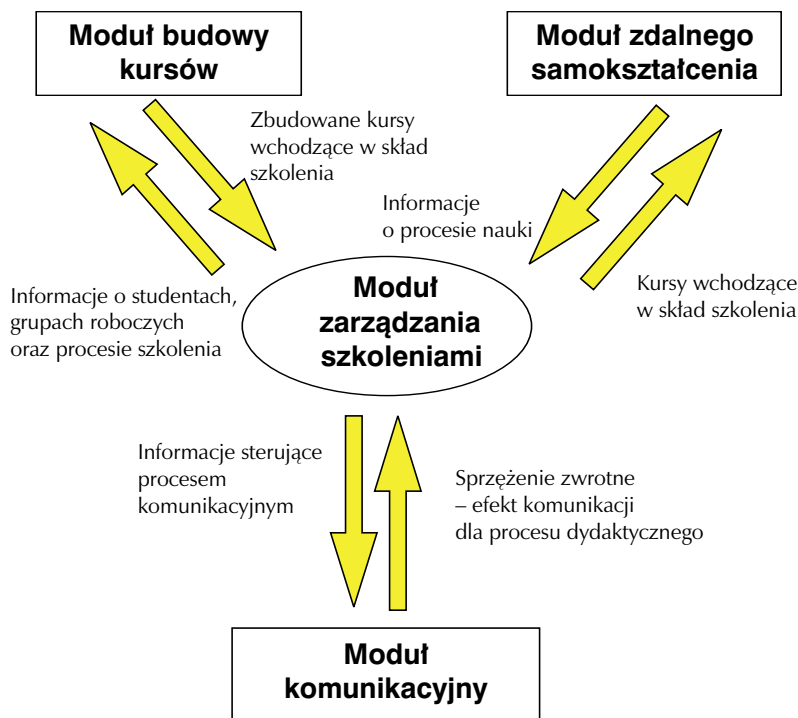 Moduł budowy
kursów
Moduł zdalnego
samokształcenia
Zbudowane kursy
wchodzące w skład
szkolenia
Informacje
o procesie nauki
Informacje o studentach,
grupach roboczych
oraz procesie szkolenia
Moduł
zarządzania
szkoleniami
Kursy wchodzące
w skład szkolenia
Informacje sterujące
procesem
komunikacyjnym
Sprzężenie zwrotne
– efekt komunikacji
dla procesu dydaktycznego
Moduł
komunikacyjny